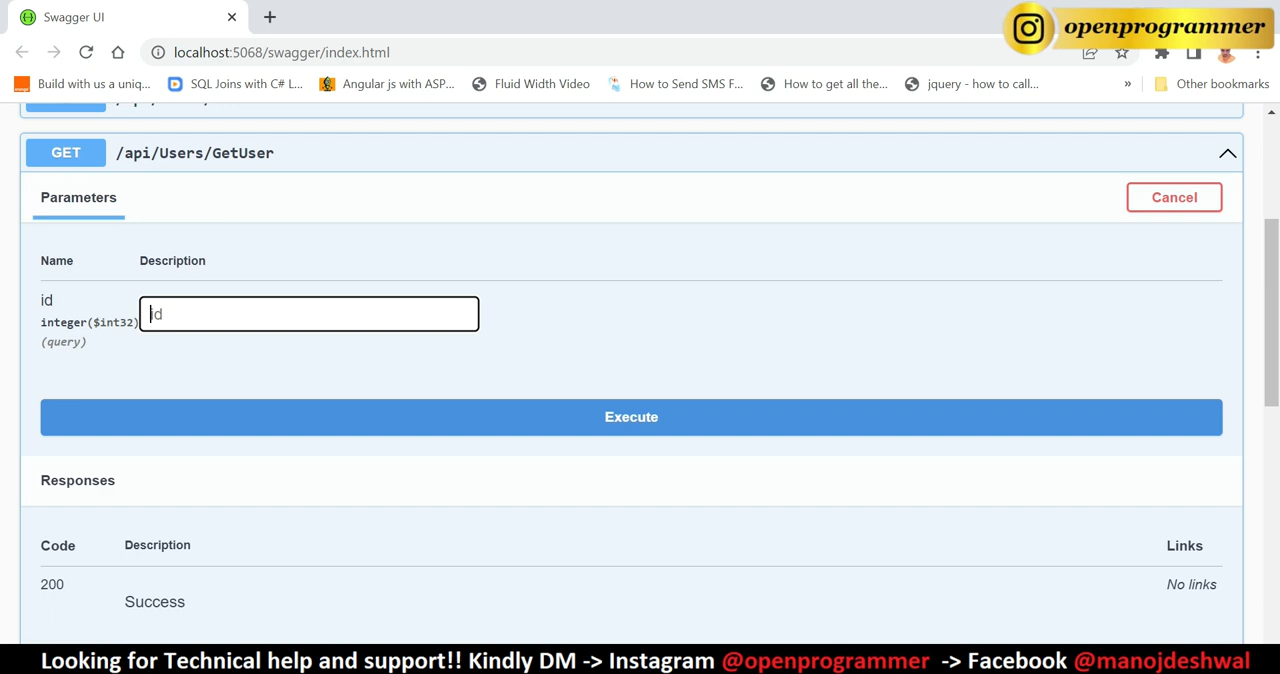 Swagger UI
openprogrammer
localhost:5068/swagger/index.html
Build with us a uniq...
SQL Joins with C# L...
Angular js with ASP...
Fluid Width Video
How to Send SMS F...
How to get all the...
jquery - how to call...
»
Other bookmarks
GET /api/Users/GetUser
Parameters
Cancel
Name Description
id
integer($int32)
(query)
id
Execute
Responses
Code Description Links
200 No links
Success
Looking for Technical help and support!! Kindly DM -> Instagram @openprogrammer -> Facebook @manojdeshwal